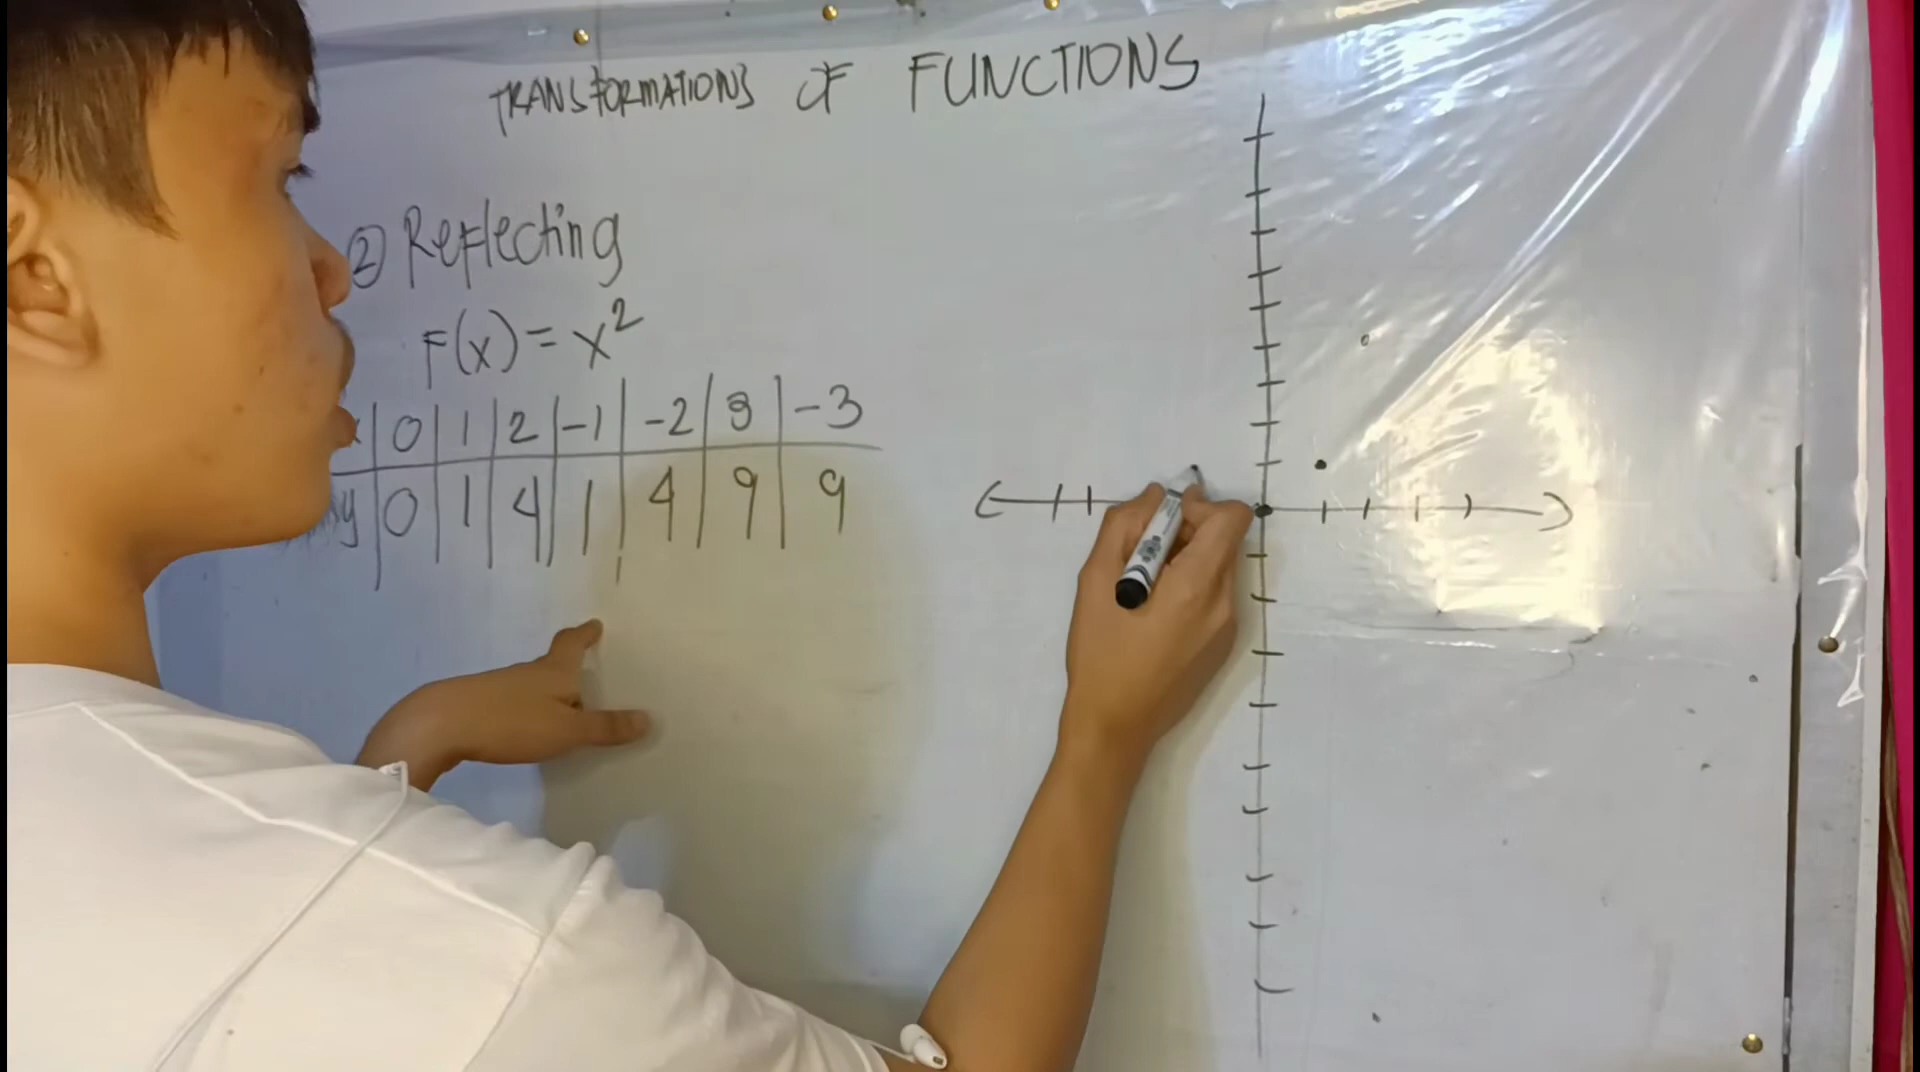 TRANSFORMATIONS OF FUNCTIONS
② Reflecting
F(x) = x²
x | 0 | 1 | 2 | -1 | -2 | 3 | -3
y | 0 | 1 | 4 | 1 | 4 | 9 | 9